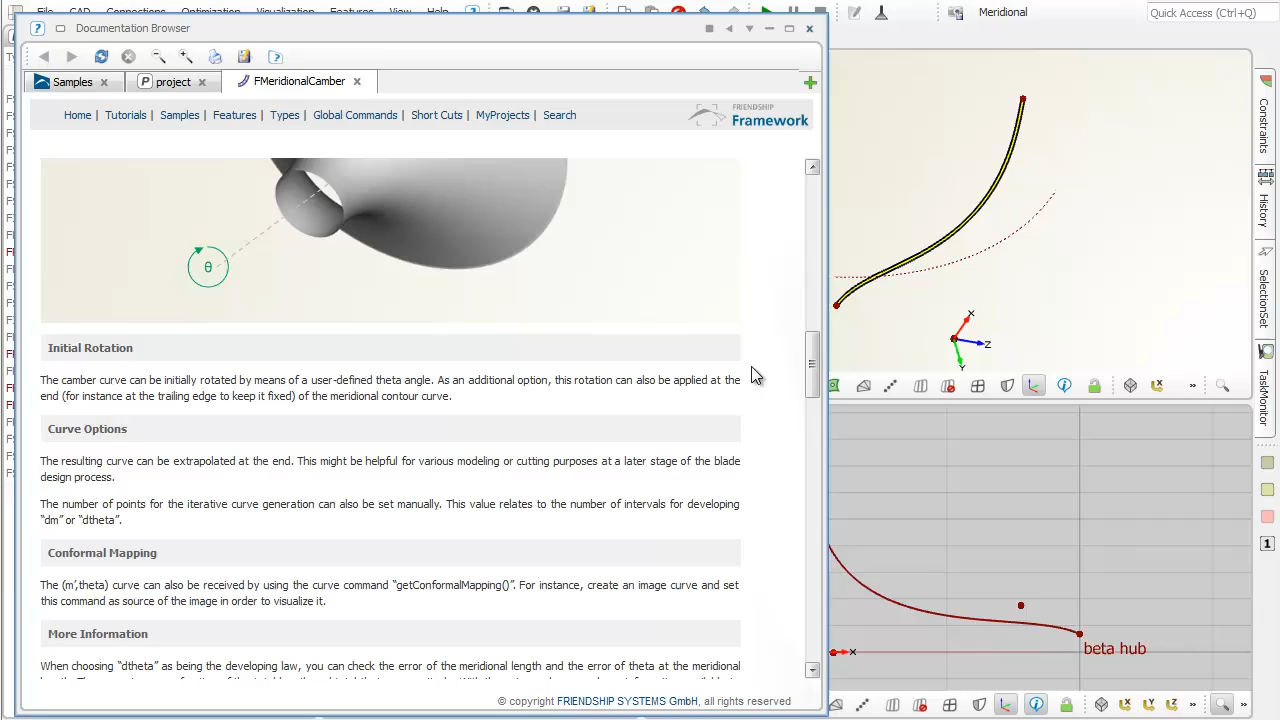 File CAD Connections Optimization Visualization Features View Help
Meridional
Quick Access (Ctrl+Q)
Documentation Browser
Samples
project
FMeridionalCamber
Home | Tutorials | Samples | Features | Types | Global Commands | Short Cuts | MyProjects | Search
FRIENDSHIP
Framework
θ
Initial Rotation
The camber curve can be initially rotated by means of a user-defined theta angle. As an additional option, this rotation can also be applied at the
end (for instance at the trailing edge to keep it fixed) of the meridional contour curve.
Curve Options
The resulting curve can be extrapolated at the end. This might be helpful for various modeling or cutting purposes at a later stage of the blade
design process.
The number of points for the iterative curve generation can also be set manually. This value relates to the number of intervals for developing
“dm” or “dtheta”.
Conformal Mapping
The (m’,theta) curve can also be received by using the curve command “getConformalMapping()”. For instance, create an image curve and set
this command as source of the image in order to visualize it.
More Information
When choosing “dtheta” as being the developing law, you can check the error of the meridional length and the error of theta at the meridional
© copyright FRIENDSHIP SYSTEMS GmbH, all rights reserved
X
Z
Y
X
beta hub
Constraints
History
SelectionSet
TaskMonitor
1